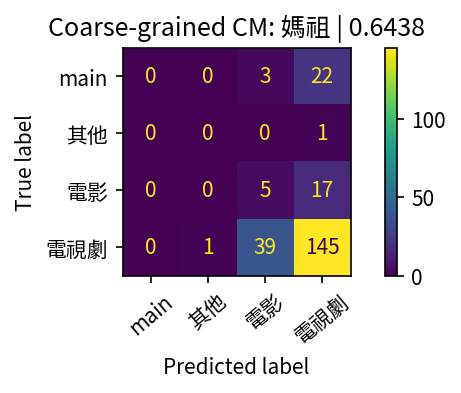 Coarse-grained CM: 媽祖 | 0.6438
main 0 0 3 22
其他 0 0 0 1
電影 0 0 5 17
電視劇 0 1 39 145
main 其他 電影 電視劇
True label
Predicted label
100
50
0